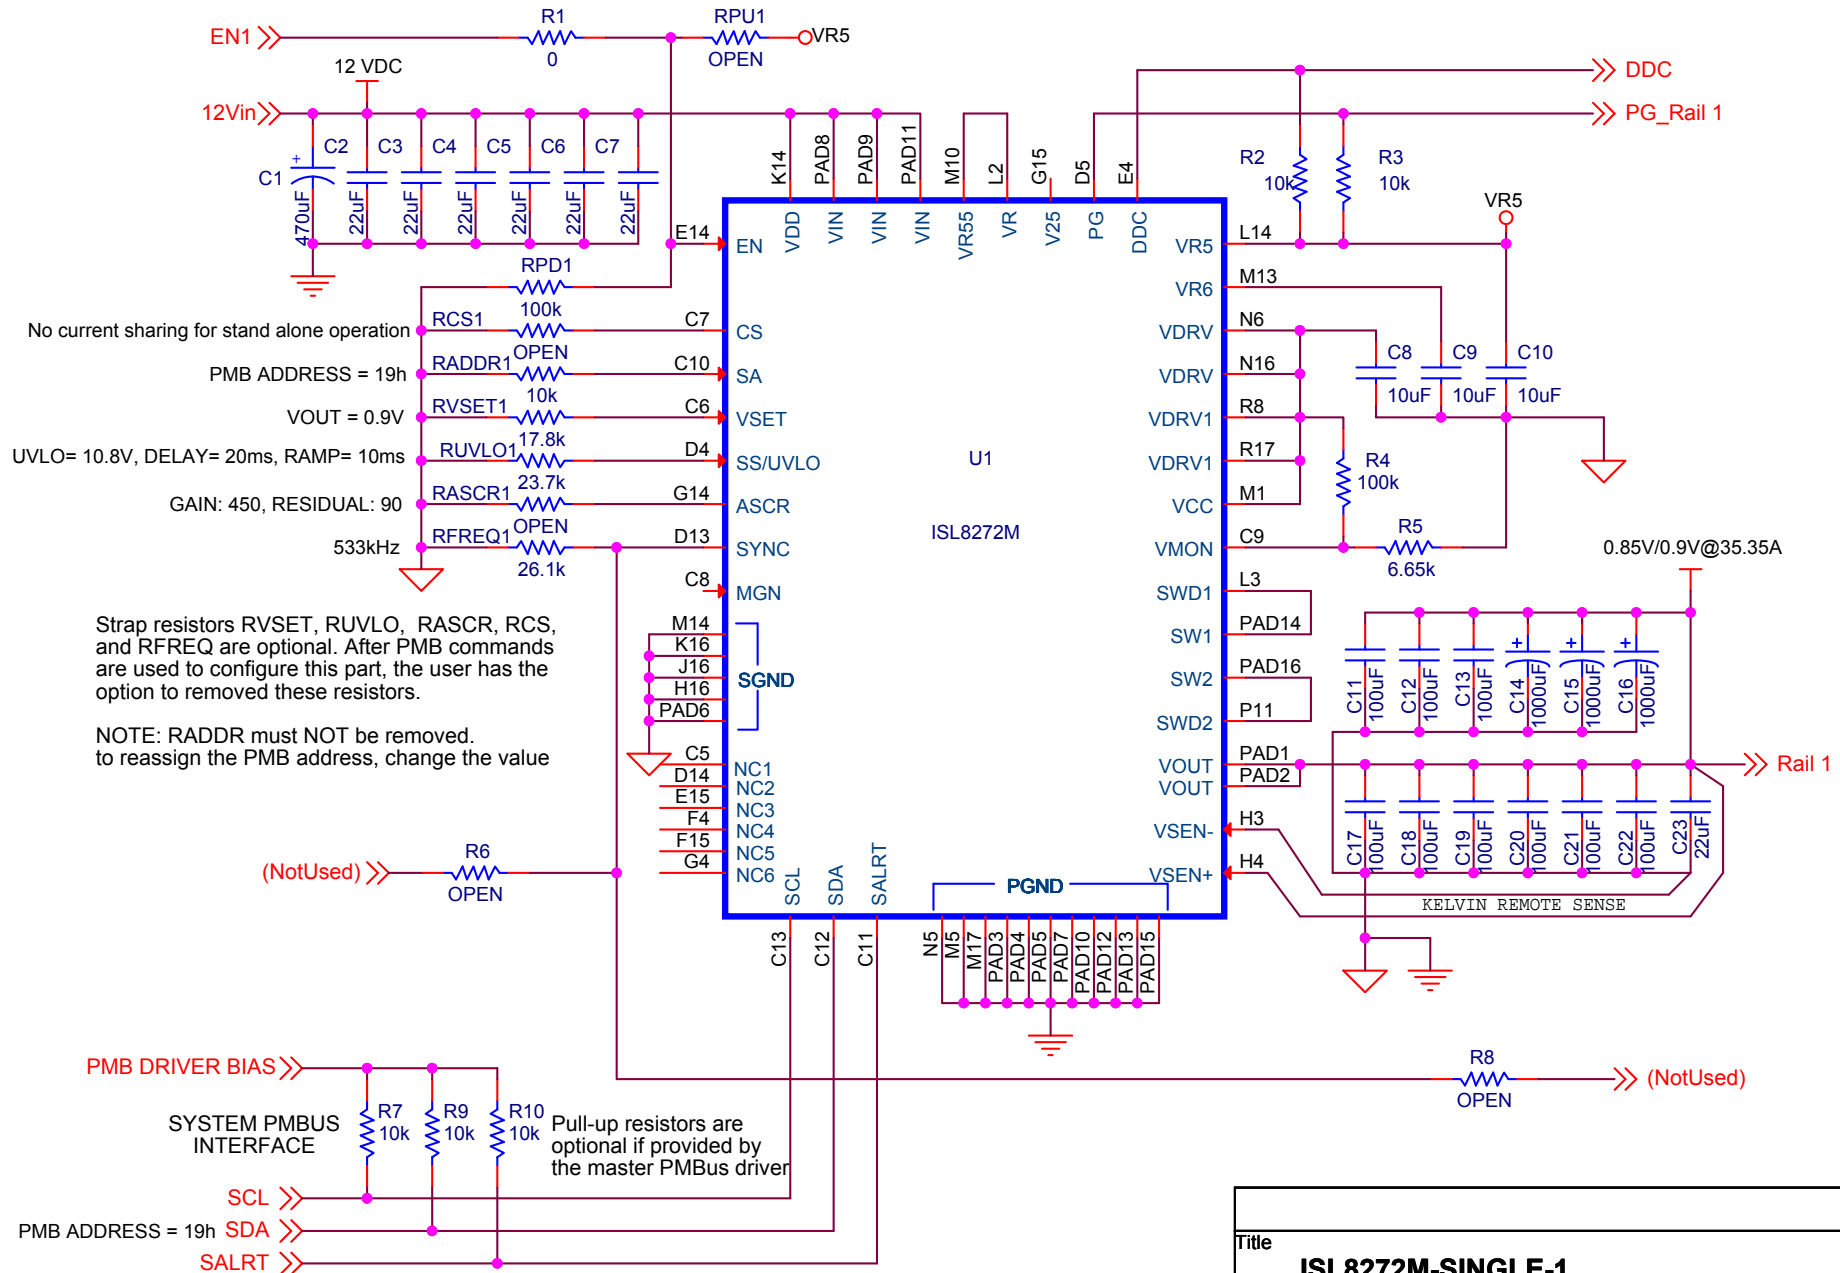 EN1
R1
0
RPU1
OPEN
VR5
12 VDC
12Vin
C1
470uF
C2
22uF
C3
22uF
C4
22uF
C5
22uF
C6
22uF
C7
22uF
DDC
PG_Rail 1
R2
10k
R3
10k
VR5
K14
PAD8
PAD9
PAD11
M10
L2
G15
D5
E4
VDD
VIN
VIN
VIN
VR55
VR
V25
PG
DDC
E14
EN
RPD1
100k
No current sharing for stand alone operation
RCS1
OPEN
C7
CS
PMB ADDRESS = 19h
RADDR1
10k
C10
SA
VOUT = 0.9V
RVSET1
17.8k
C6
VSET
UVLO= 10.8V, DELAY= 20ms, RAMP= 10ms
RUVLO1
23.7k
D4
SS/UVLO
GAIN: 450, RESIDUAL: 90
RASCR1
OPEN
G14
ASCR
533kHz
RFREQ1
26.1k
D13
SYNC
C8
MGN
M14
K16
J16
H16
PAD6
SGND
C5
NC1
D14
NC2
E15
NC3
F4
NC4
F15
NC5
G4
NC6
U1
ISL8272M
VR5
L14
VR6
M13
VDRV
N6
VDRV
N16
VDRV1
R8
VDRV1
R17
VCC
M1
VMON
C9
SWD1
L3
SW1
PAD14
SW2
PAD16
SWD2
P11
VOUT
PAD1
VOUT
PAD2
VSEN-
H3
VSEN+
H4
C8
10uF
C9
10uF
C10
10uF
R4
100k
R5
6.65k
0.85V/0.9V@35.35A
C11
100uF
C12
100uF
C13
100uF
C14
1000uF
C15
1000uF
C16
1000uF
Rail 1
C17
100uF
C18
100uF
C19
100uF
C20
100uF
C21
100uF
C22
100uF
C23
22uF
KELVIN REMOTE SENSE
Strap resistors RVSET, RUVLO, RASCR, RCS,
and RFREQ are optional. After PMB commands
are used to configure this part, the user has the
option to removed these resistors.
NOTE: RADDR must NOT be removed.
to reassign the PMB address, change the value
(NotUsed)
R6
OPEN
SCL
SDA
SALRT
C13
C12
C11
PGND
N5
M5
M17
PAD3
PAD4
PAD5
PAD7
PAD10
PAD12
PAD13
PAD15
R8
OPEN
(NotUsed)
PMB DRIVER BIAS
SYSTEM PMBUS
INTERFACE
R7
10k
R9
10k
R10
10k
Pull-up resistors are
optional if provided by
the master PMBus driver
SCL
PMB ADDRESS = 19h
SDA
SALRT
Title
ISL8272M-SINGLE-1